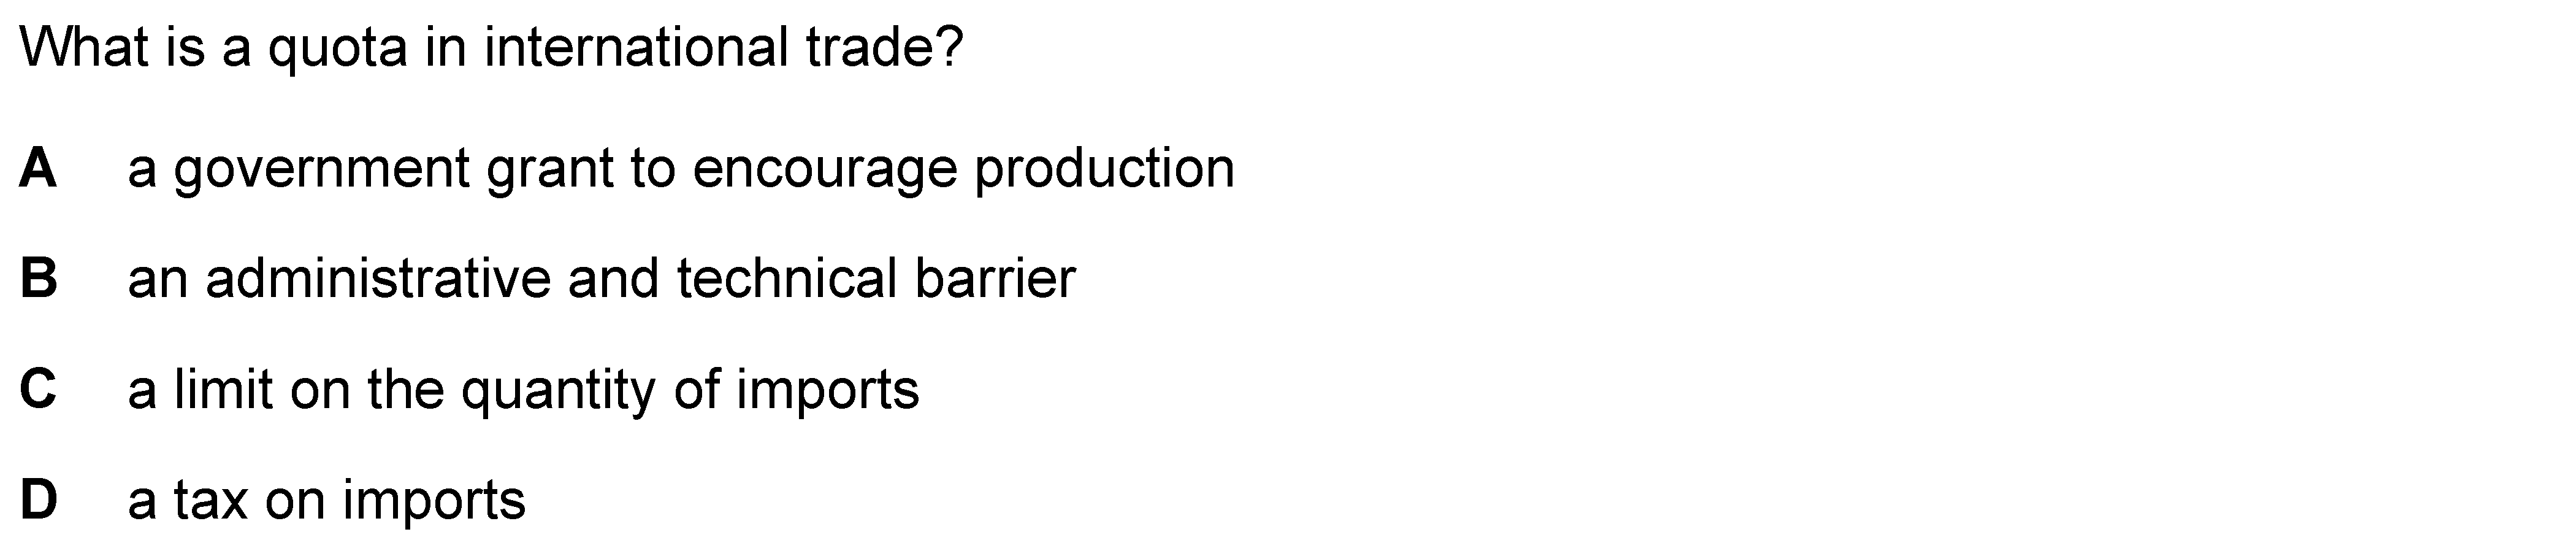 What is a quota in international trade?
A a government grant to encourage production
B an administrative and technical barrier
C a limit on the quantity of imports
D a tax on imports